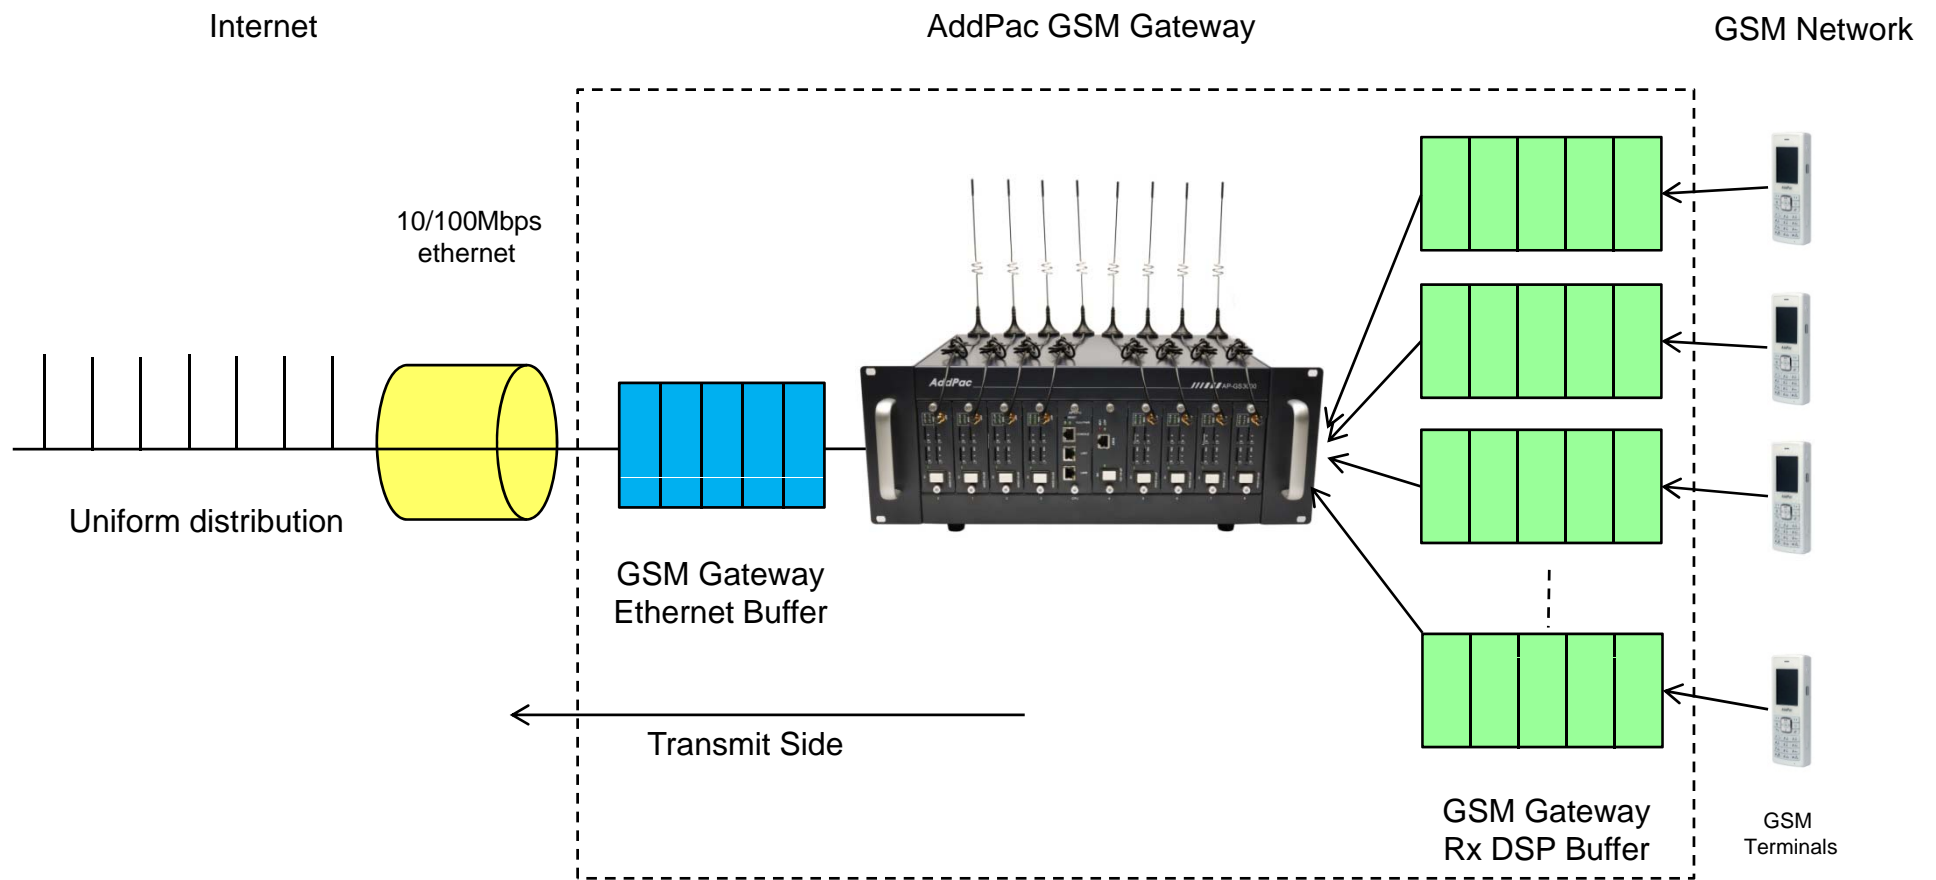 Internet
AddPac GSM Gateway
GSM Network
10/100Mbps
ethernet
AddPac
Uniform distribution
GSM Gateway
Ethernet Buffer
Transmit Side
GSM Gateway
Rx DSP Buffer
GSM
Terminals